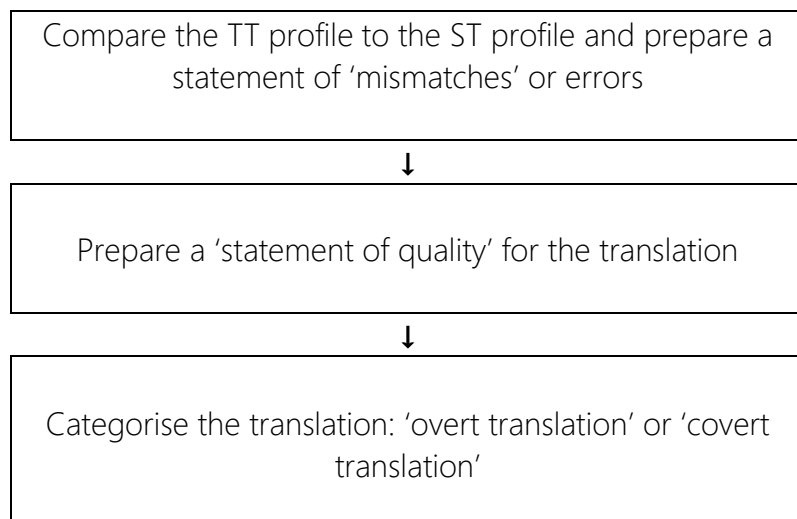 Compare the TT profile to the ST profile and prepare a
statement of ‘mismatches’ or errors
↓
Prepare a ‘statement of quality’ for the translation
↓
Categorise the translation: ‘overt translation’ or ‘covert
translation’